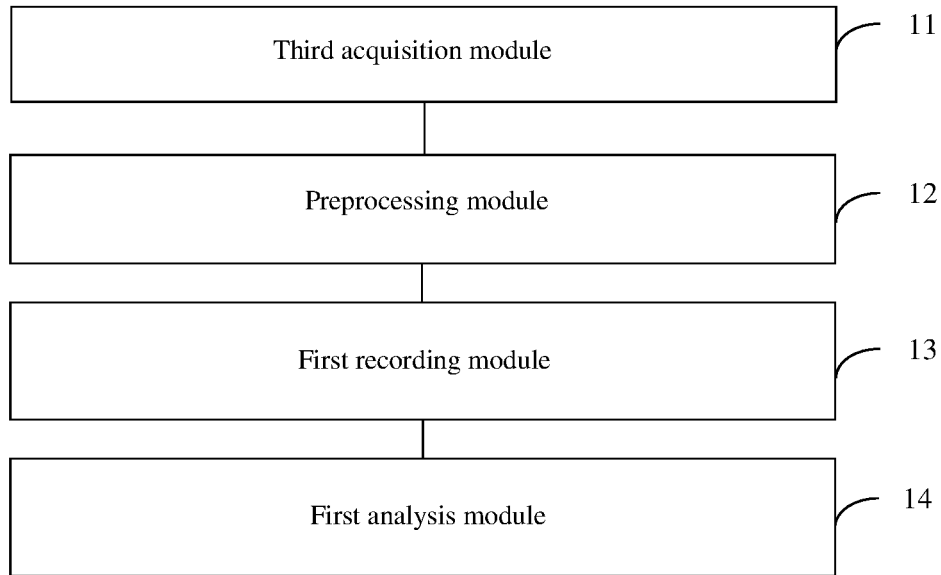 Third acquisition module
11
Preprocessing module
12
First recording module
13
First analysis module
14